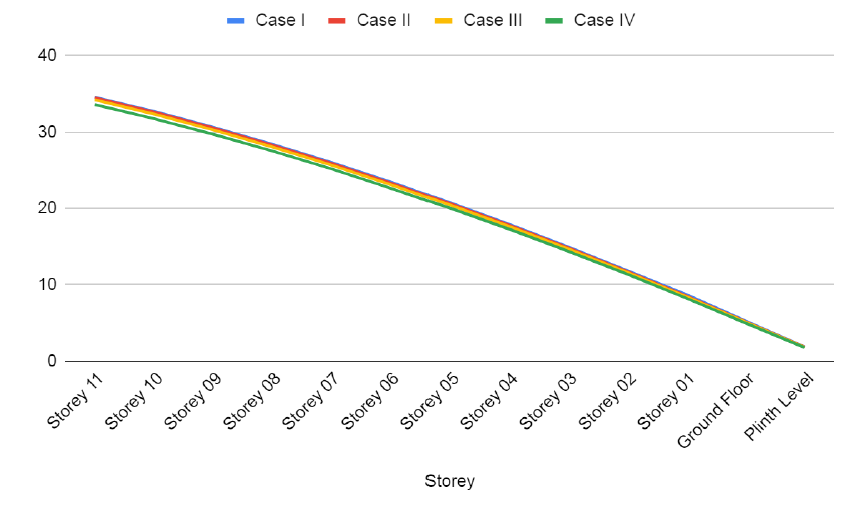 Case I Case II Case III Case IV
40
30
20
10
0
Storey 11
Storey 10
Storey 09
Storey 08
Storey 07
Storey 06
Storey 05
Storey 04
Storey 03
Storey 02
Storey 01
Ground Floor
Plinth Level
Storey